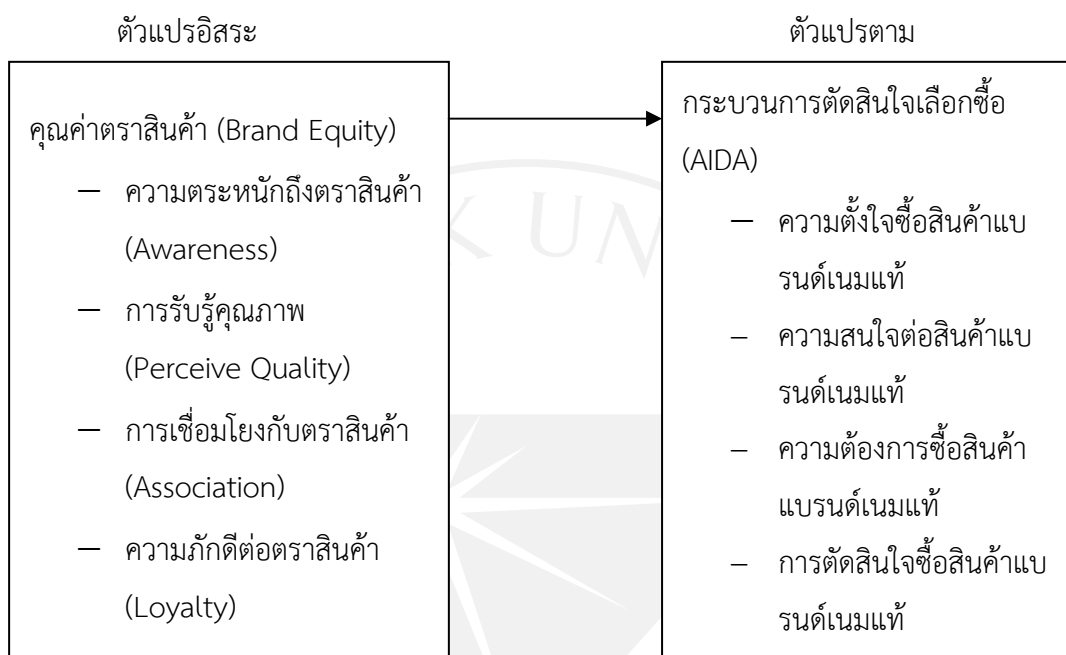 ตัวแปรอิสระ
คุณค่าตราสินค้า (Brand Equity)
— ความตระหนักถึงตราสินค้า
(Awareness)
— การรับรู้คุณภาพ
(Perceive Quality)
— การเชื่อมโยงกับตราสินค้า
(Association)
— ความภักดีต่อตราสินค้า
(Loyalty)
ตัวแปรตาม
กระบวนการตัดสินใจเลือกซื้อ
(AIDA)
— ความตั้งใจซื้อสินค้าแบ
รนด์เนมแท้
– ความสนใจต่อสินค้าแบ
รนด์เนมแท้
– ความต้องการซื้อสินค้า
แบรนด์เนมแท้
– การตัดสินใจซื้อสินค้าแบ
รนด์เนมแท้
K UN